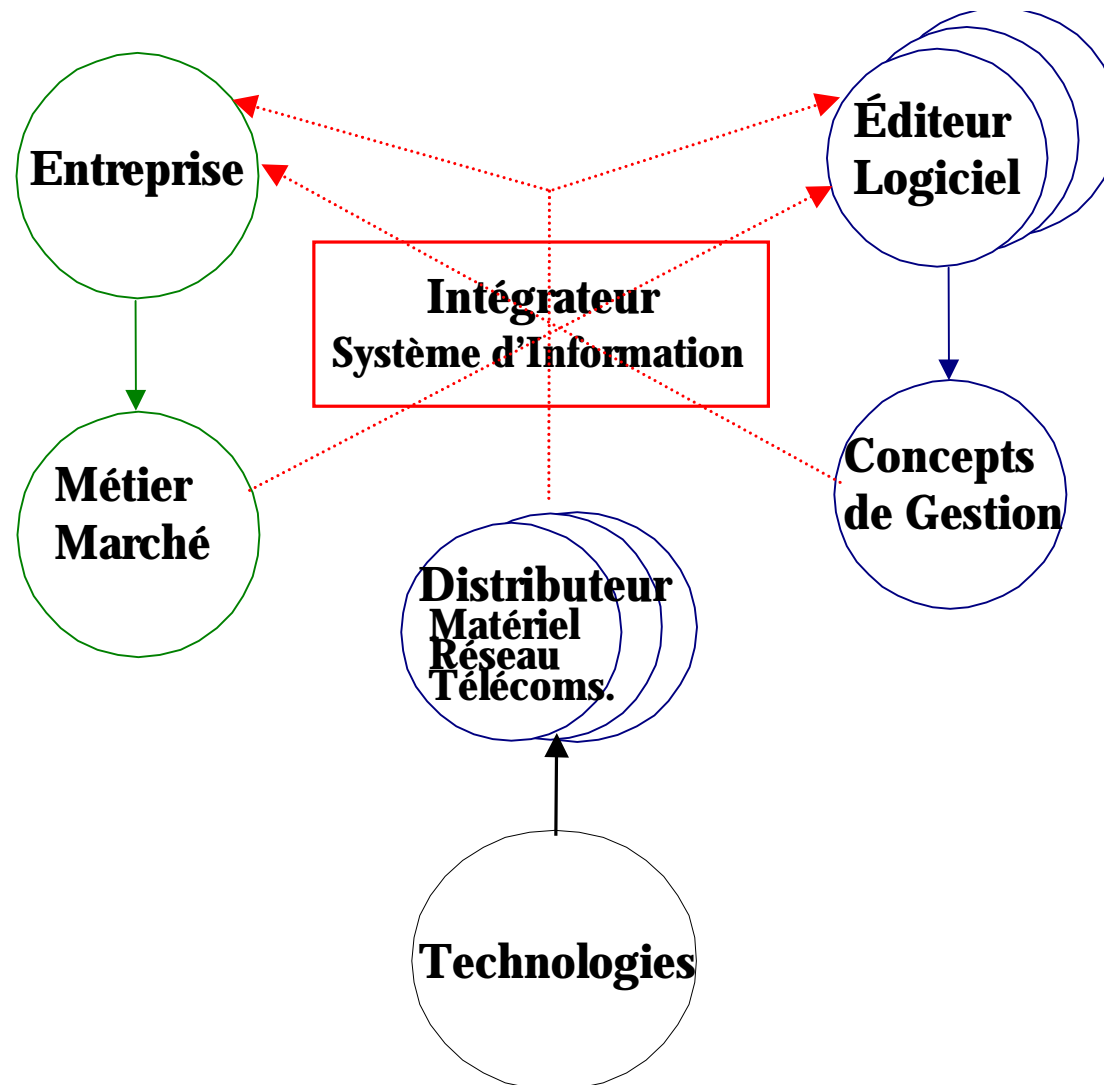 Entreprise
Éditeur
Logiciel
Intégrateur
Système d'Information
Métier
Marché
Concepts
de Gestion
Distributeur
Matériel
Réseau
Télécoms.
Technologies